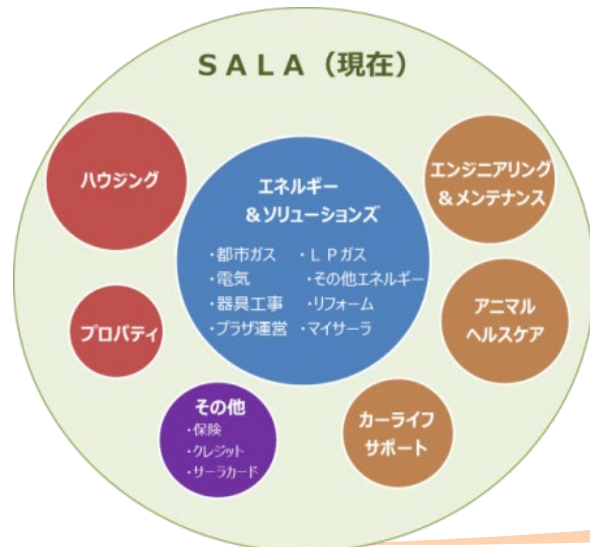 SALA（現在）
ハウジング
エネルギー
＆ソリューションズ
・都市ガス ・ＬＰガス
・電気 ・その他エネルギー
・器具工事 ・リフォーム
・プラザ運営 ・マイサーラ
エンジニアリング
＆メンテナンス
プロパティ
アニマル
ヘルスケア
その他
・保険
・クレジット
・サーラカード
カーライフ
サポート